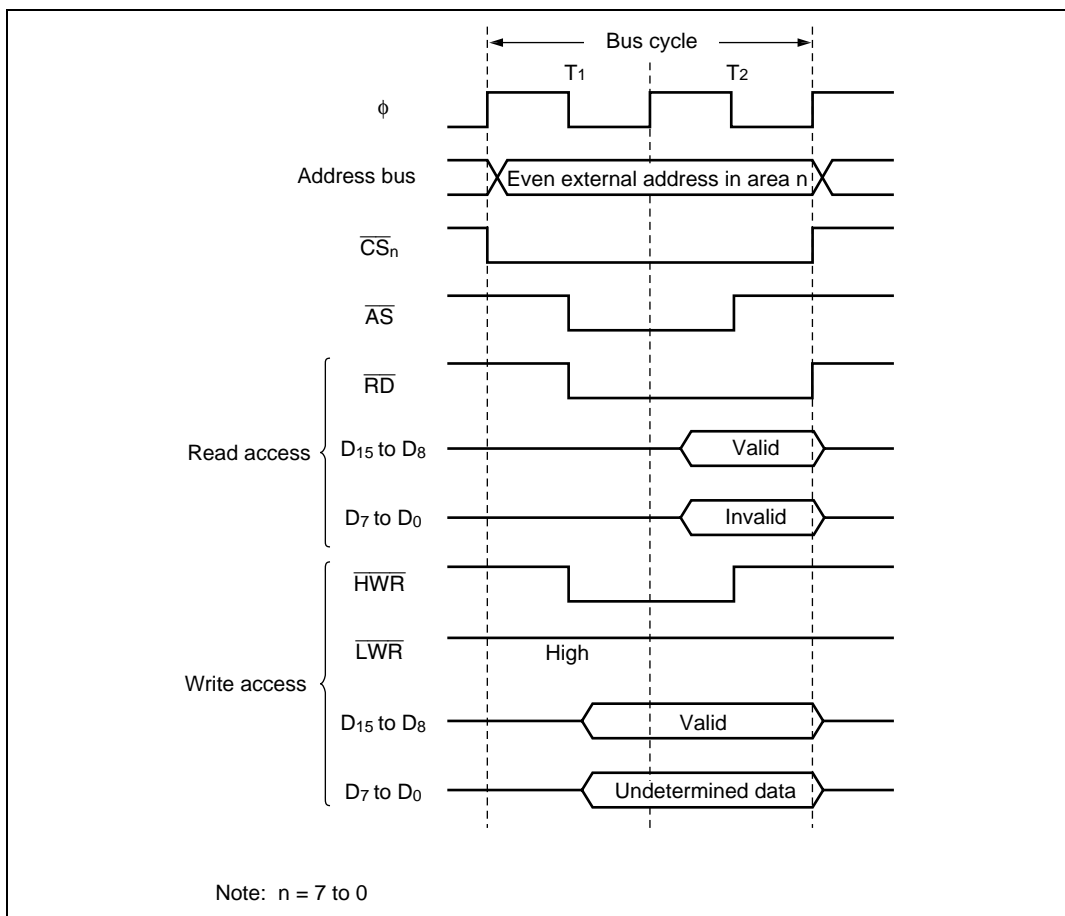 Bus cycle
T1 T2
ϕ
Address bus Even external address in area n
CSn
AS
Read access
RD
D15 to D8 Valid
D7 to D0 Invalid
Write access
HWR
LWR High
D15 to D8 Valid
D7 to D0 Undetermined data
Note: n = 7 to 0